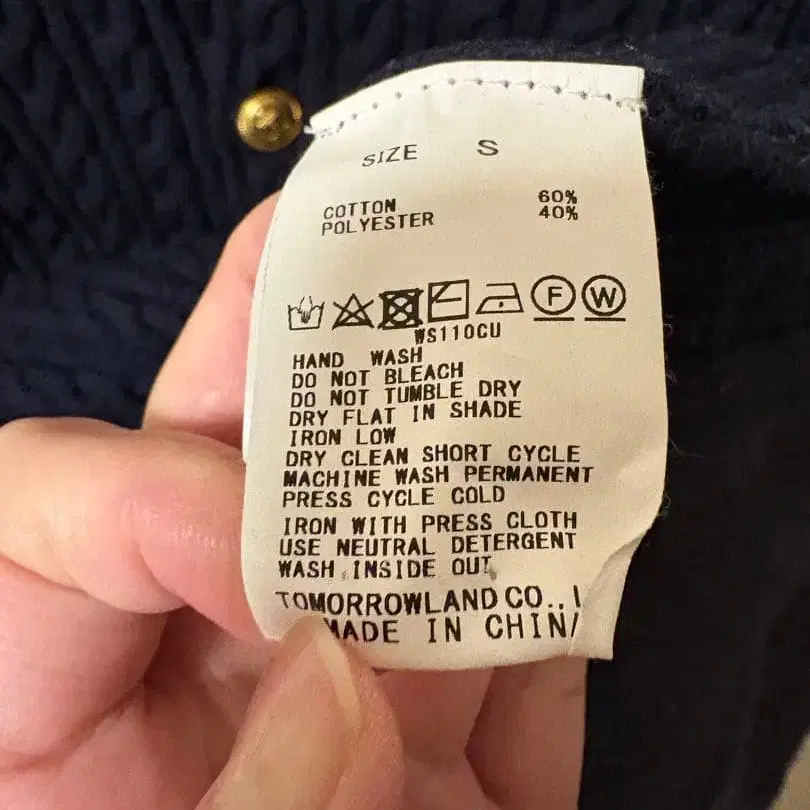 SIZE S
COTTON 60%
POLYESTER 40%
F W
WS110CU
HAND WASH
DO NOT BLEACH
DO NOT TUMBLE DRY
DRY FLAT IN SHADE
IRON LOW
DRY CLEAN SHORT CYCLE
MACHINE WASH PERMANENT
PRESS CYCLE COLD
IRON WITH PRESS CLOTH
USE NEUTRAL DETERGENT
WASH INSIDE OUT
TOMORROWLAND CO.,
MADE IN CHINA